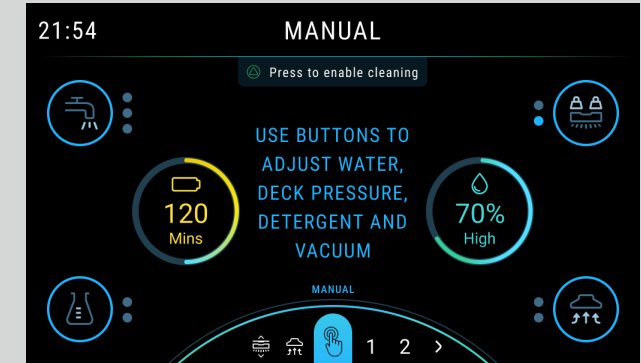 21:54
MANUAL
Press to enable cleaning
USE BUTTONS TO
ADJUST WATER,
DECK PRESSURE,
DETERGENT AND
VACUUM
120
Mins
70%
High
MANUAL
1 2 >